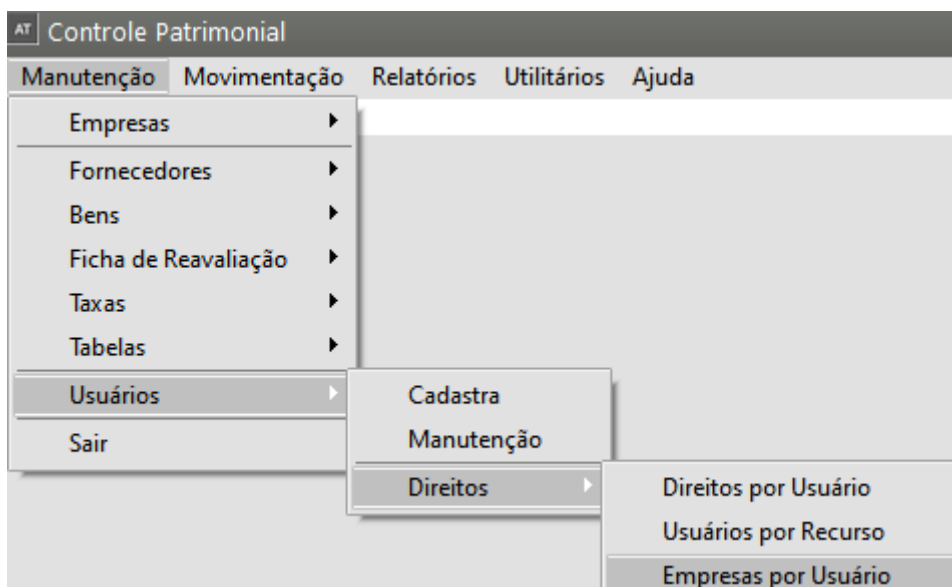 AT Controle Patrimonial
Manutenção Movimentação Relatórios Utilitários Ajuda
Empresas
Fornecedores
Bens
Ficha de Reavaliação
Taxas
Tabelas
Usuários
Sair
Cadastra
Manutenção
Direitos
Direitos por Usuário
Usuários por Recurso
Empresas por Usuário